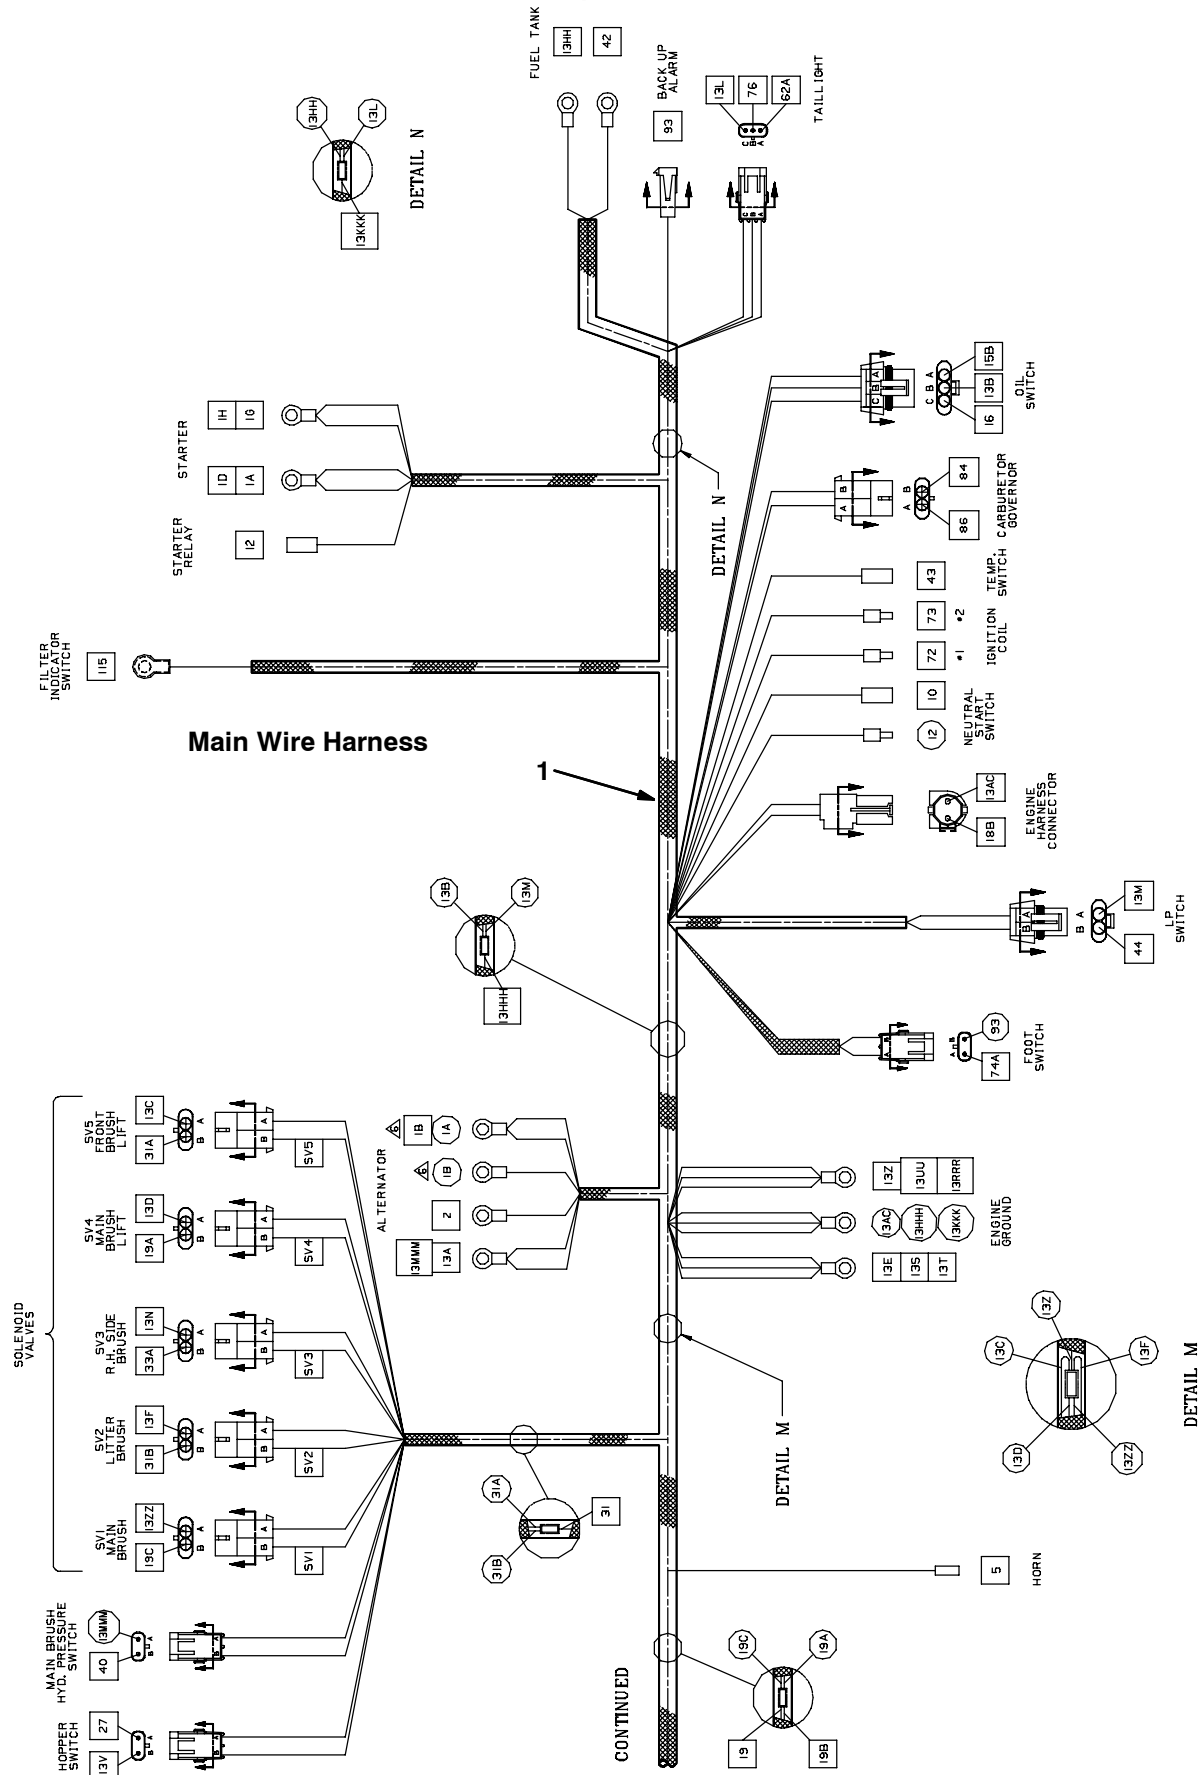 FUEL TANK
13HH
42
BACK UP
ALARM
93
13L
76
62A
TAILLIGHT
C
B
A
C
B
A
13HH
13L
13KKK
DETAIL N
STARTER
1H
1G
1D
1A
STARTER
RELAY
12
FILTER
INDICATOR
SWITCH
115
Main Wire Harness
1
DETAIL N
C B A
C B A
16
13B
15B
OIL
SWITCH
A B
A B
86
84
CARBURETOR
GOVERNOR
43
TEMP.
SWITCH
73
#2
72
#1
IGNITION
COIL
10
12
NEUTRAL
START
SWITCH
18B
13AC
ENGINE
HARNESS
CONNECTOR
B A
B A
44
13M
LP
SWITCH
A B
A B
74A
93
FOOT
SWITCH
13B
13M
13HHH
ALTERNATOR
6
1B
1A
6
1B
2
13MMM
13A
13Z
13UU
13RRR
13AC
13HHH
13KKK
13E
13S
13T
ENGINE
GROUND
SOLENOID
VALVES
SV5
FRONT
BRUSH
LIFT
31A
13C
B A
B A
SV5
SV4
MAIN
BRUSH
LIFT
19A
13D
B A
B A
SV4
SV3
R.H. SIDE
BRUSH
33A
13N
B A
B A
SV3
SV2
LITTER
BRUSH
31B
13F
B A
B A
SV2
SV1
MAIN
BRUSH
19C
13ZZ
B A
B A
SV1
MAIN BRUSH
HYD. PRESSURE
SWITCH
40
13MMM
B A
B A
HOPPER
SWITCH
13V
27
B A
B A
31A
31B
31
DETAIL M
13C
13Z
13D
13F
13ZZ
DETAIL M
5
HORN
CONTINUED
19C
19A
19
19B